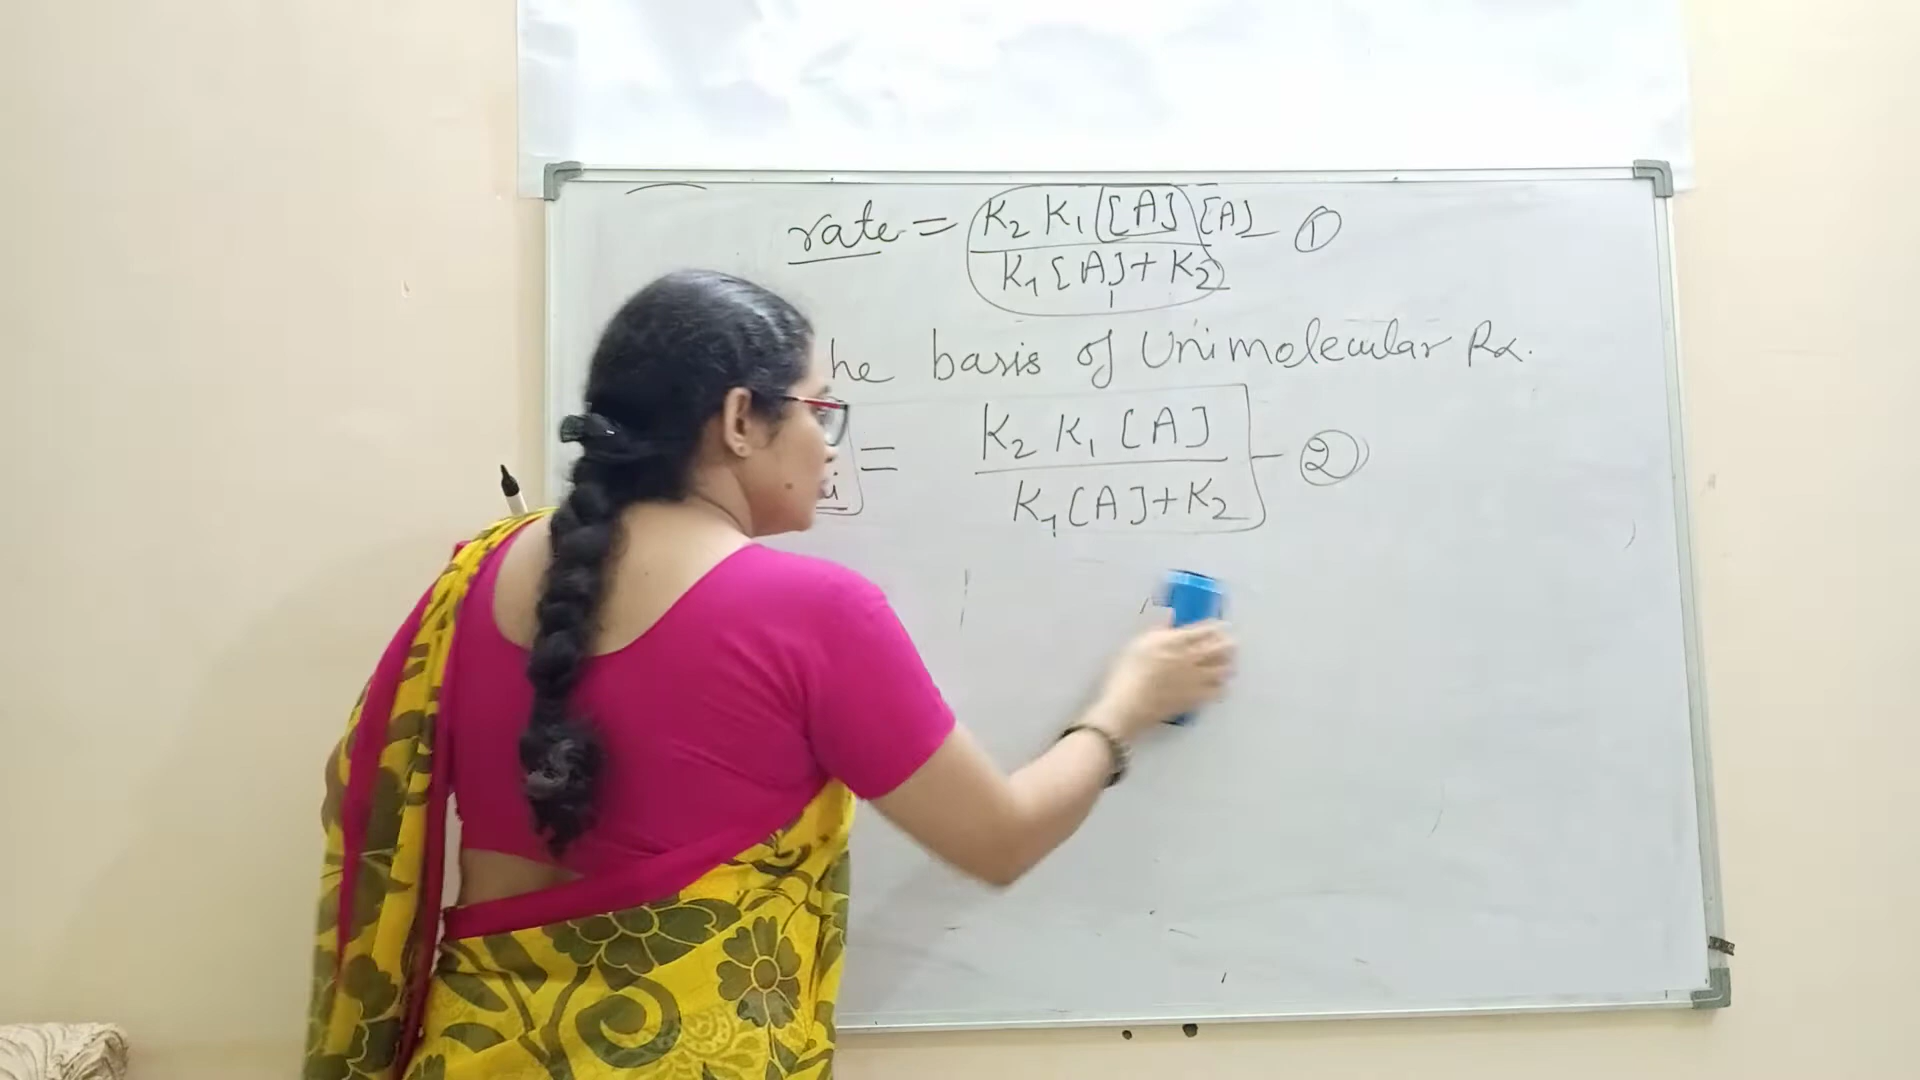 rate = K₂ K₁ [A] [A] / K₁ [A] + K₂ — ①
he basis of Unimolecular Rx.
i = K₂ K₁ [A] / K₁ [A] + K₂ — ②